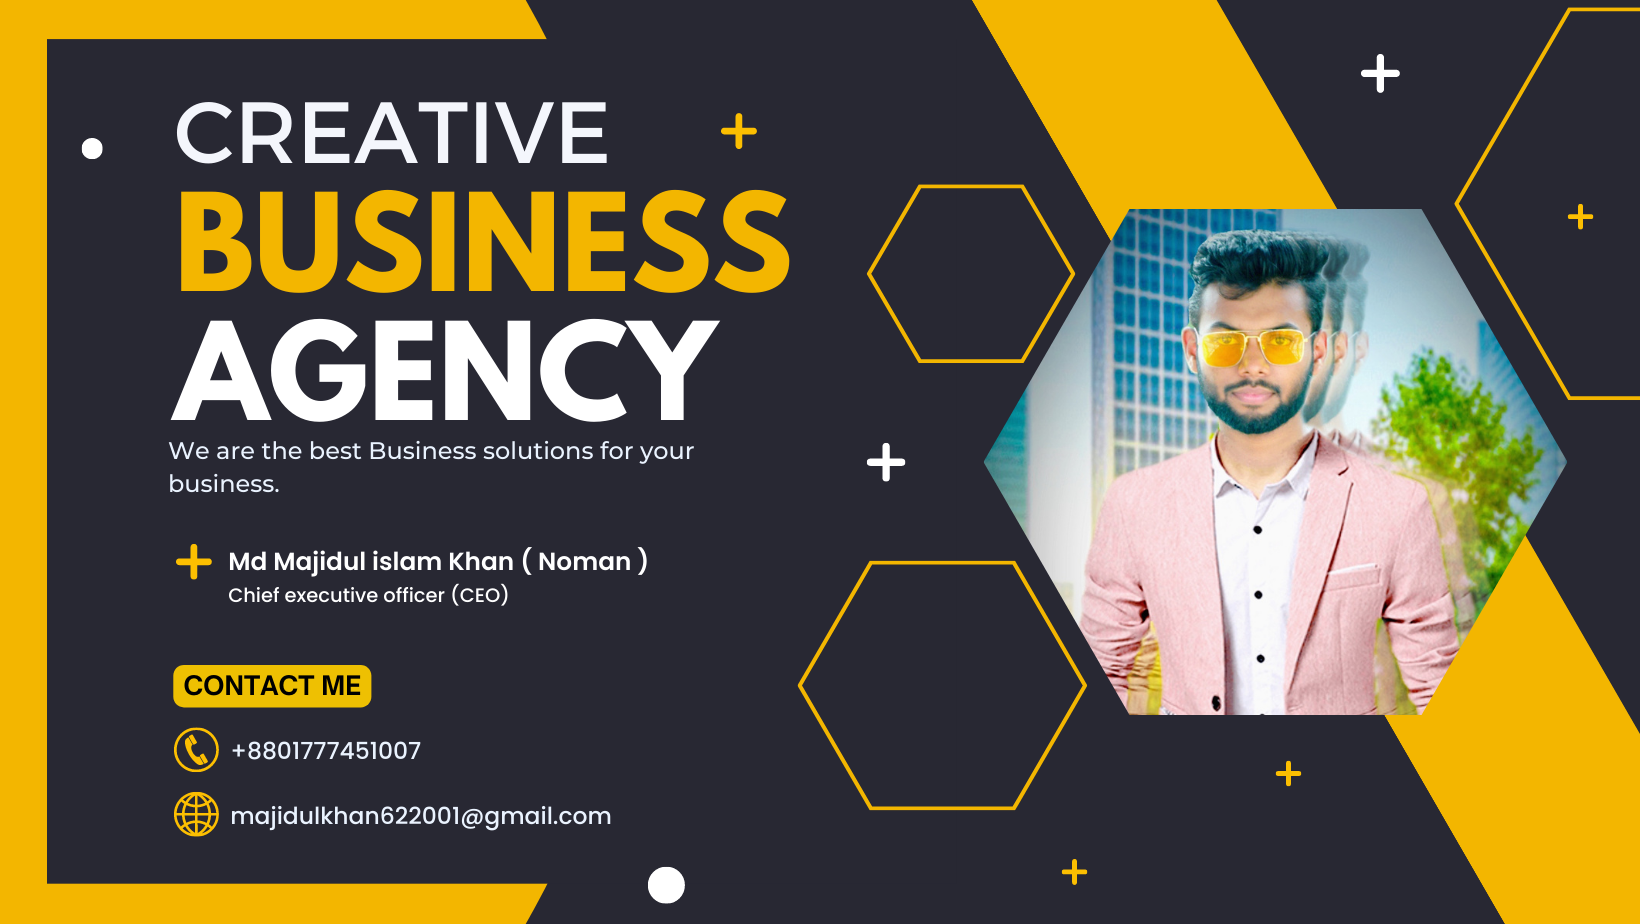 CREATIVE
BUSINESS
AGENCY
We are the best Business solutions for your
business.
Md Majidul islam Khan ( Noman )
Chief executive officer (CEO)
CONTACT ME
+8801777451007
majidulkhan622001@gmail.com